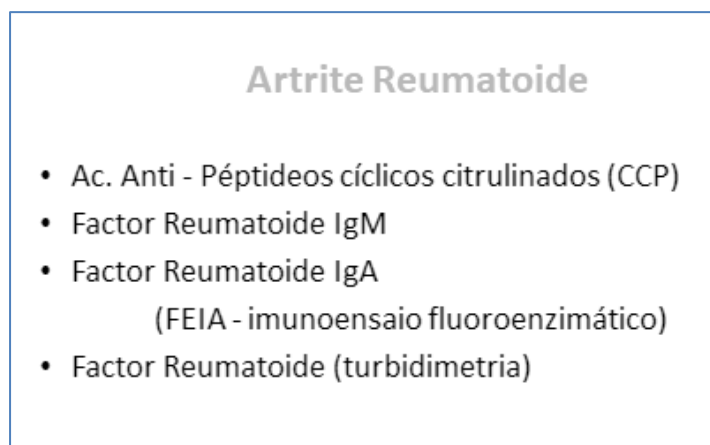 Artrite Reumatoide
• Ac. Anti - Péptideos cíclicos citrulinados (CCP)
• Factor Reumatoide IgM
• Factor Reumatoide IgA
(FEIA - imunoensaio fluoroenzimático)
• Factor Reumatoide (turbidimetria)